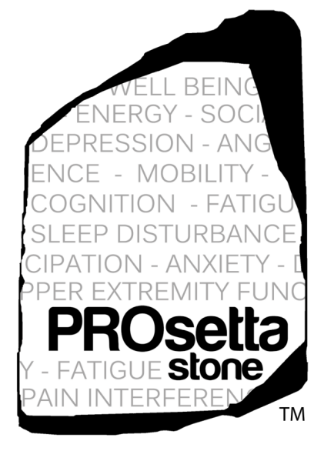 WELL BEING
ENERGY - SOCIA
DEPRESSION - ANG
ENCE - MOBILITY -
COGNITION - FATIGU
SLEEP DISTURBANCE
CIPATION - ANXIETY - D
PPER EXTREMITY FUNC
PROsetta
Y - FATIGUE stone
PAIN INTERFEREN
TM